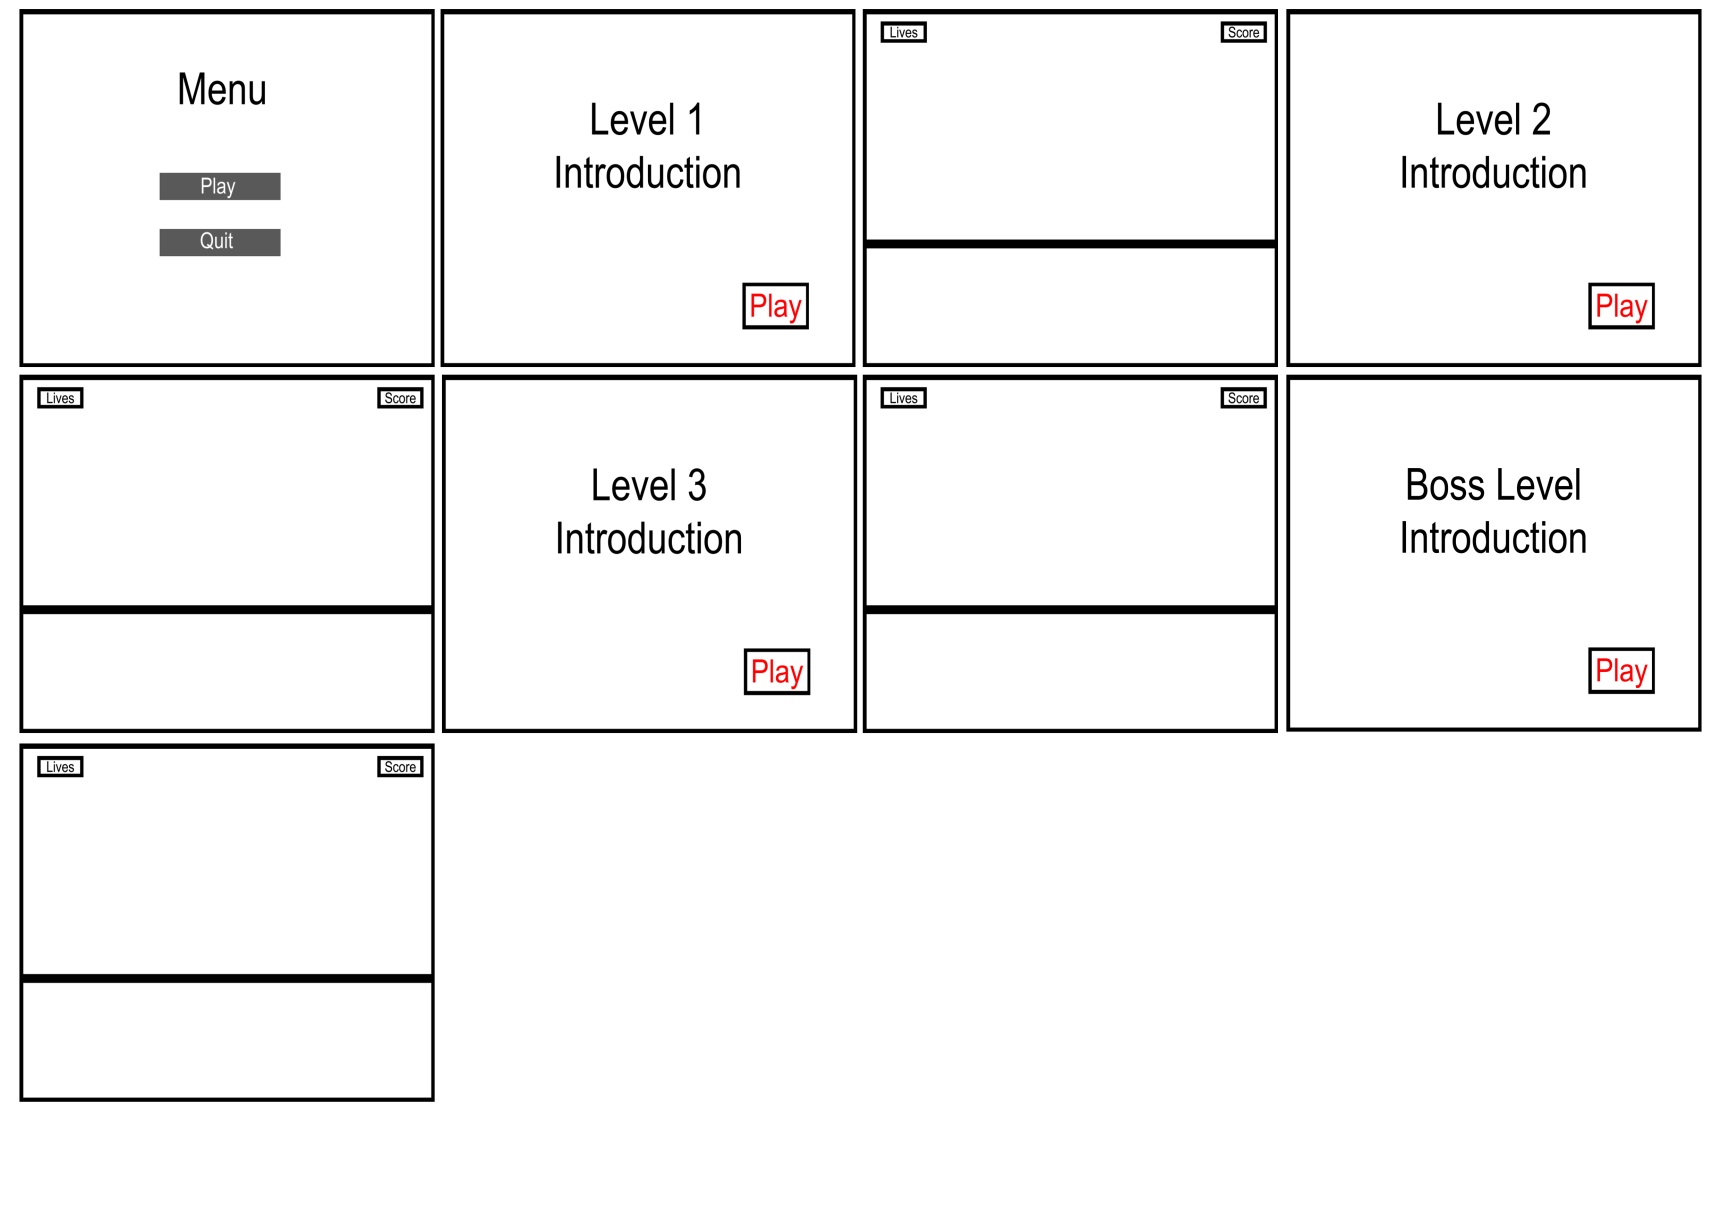 Menu
Play
Quit
Level 1
Introduction
Play
Lives
Score
Level 2
Introduction
Play
Lives
Score
Level 3
Introduction
Play
Lives
Score
Boss Level
Introduction
Play
Lives
Score